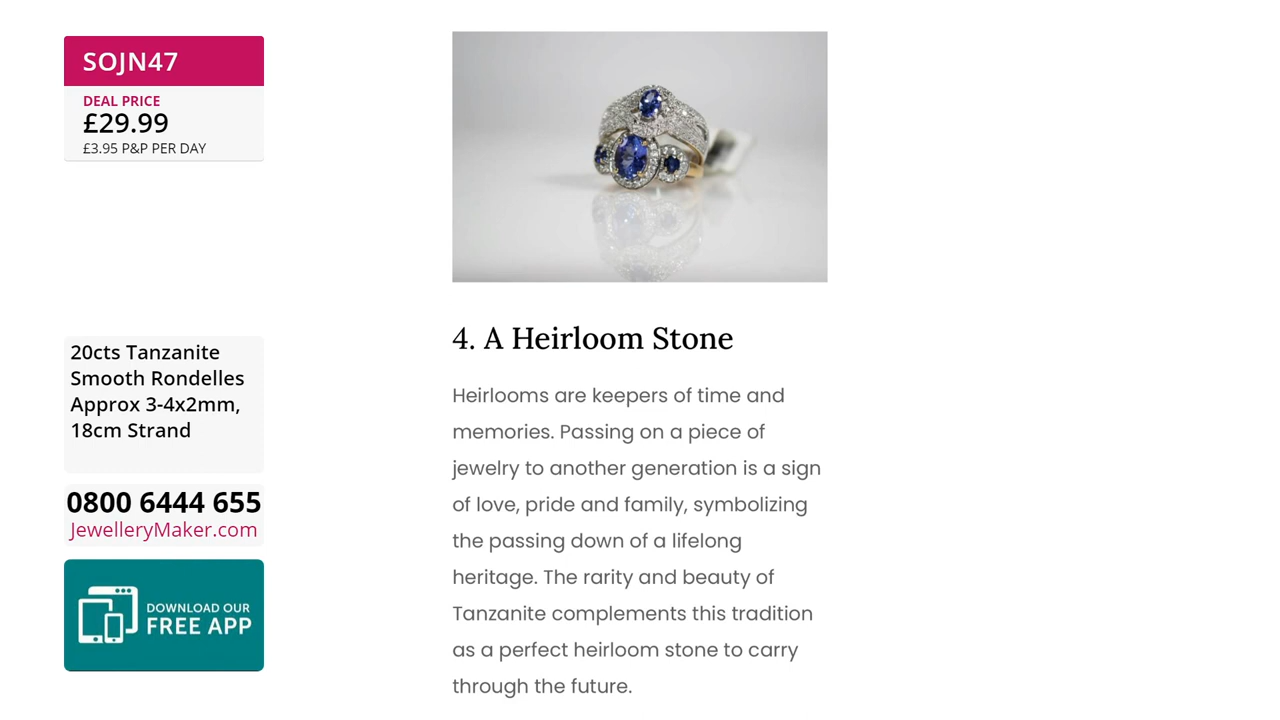 SOJN47
DEAL PRICE
£29.99
£3.95 P&P PER DAY
20cts Tanzanite
Smooth Rondelles
Approx 3-4x2mm,
18cm Strand
0800 6444 655
JewelleryMaker.com
DOWNLOAD OUR
FREE APP
4. A Heirloom Stone
Heirlooms are keepers of time and
memories. Passing on a piece of
jewelry to another generation is a sign
of love, pride and family, symbolizing
the passing down of a lifelong
heritage. The rarity and beauty of
Tanzanite complements this tradition
as a perfect heirloom stone to carry
through the future.